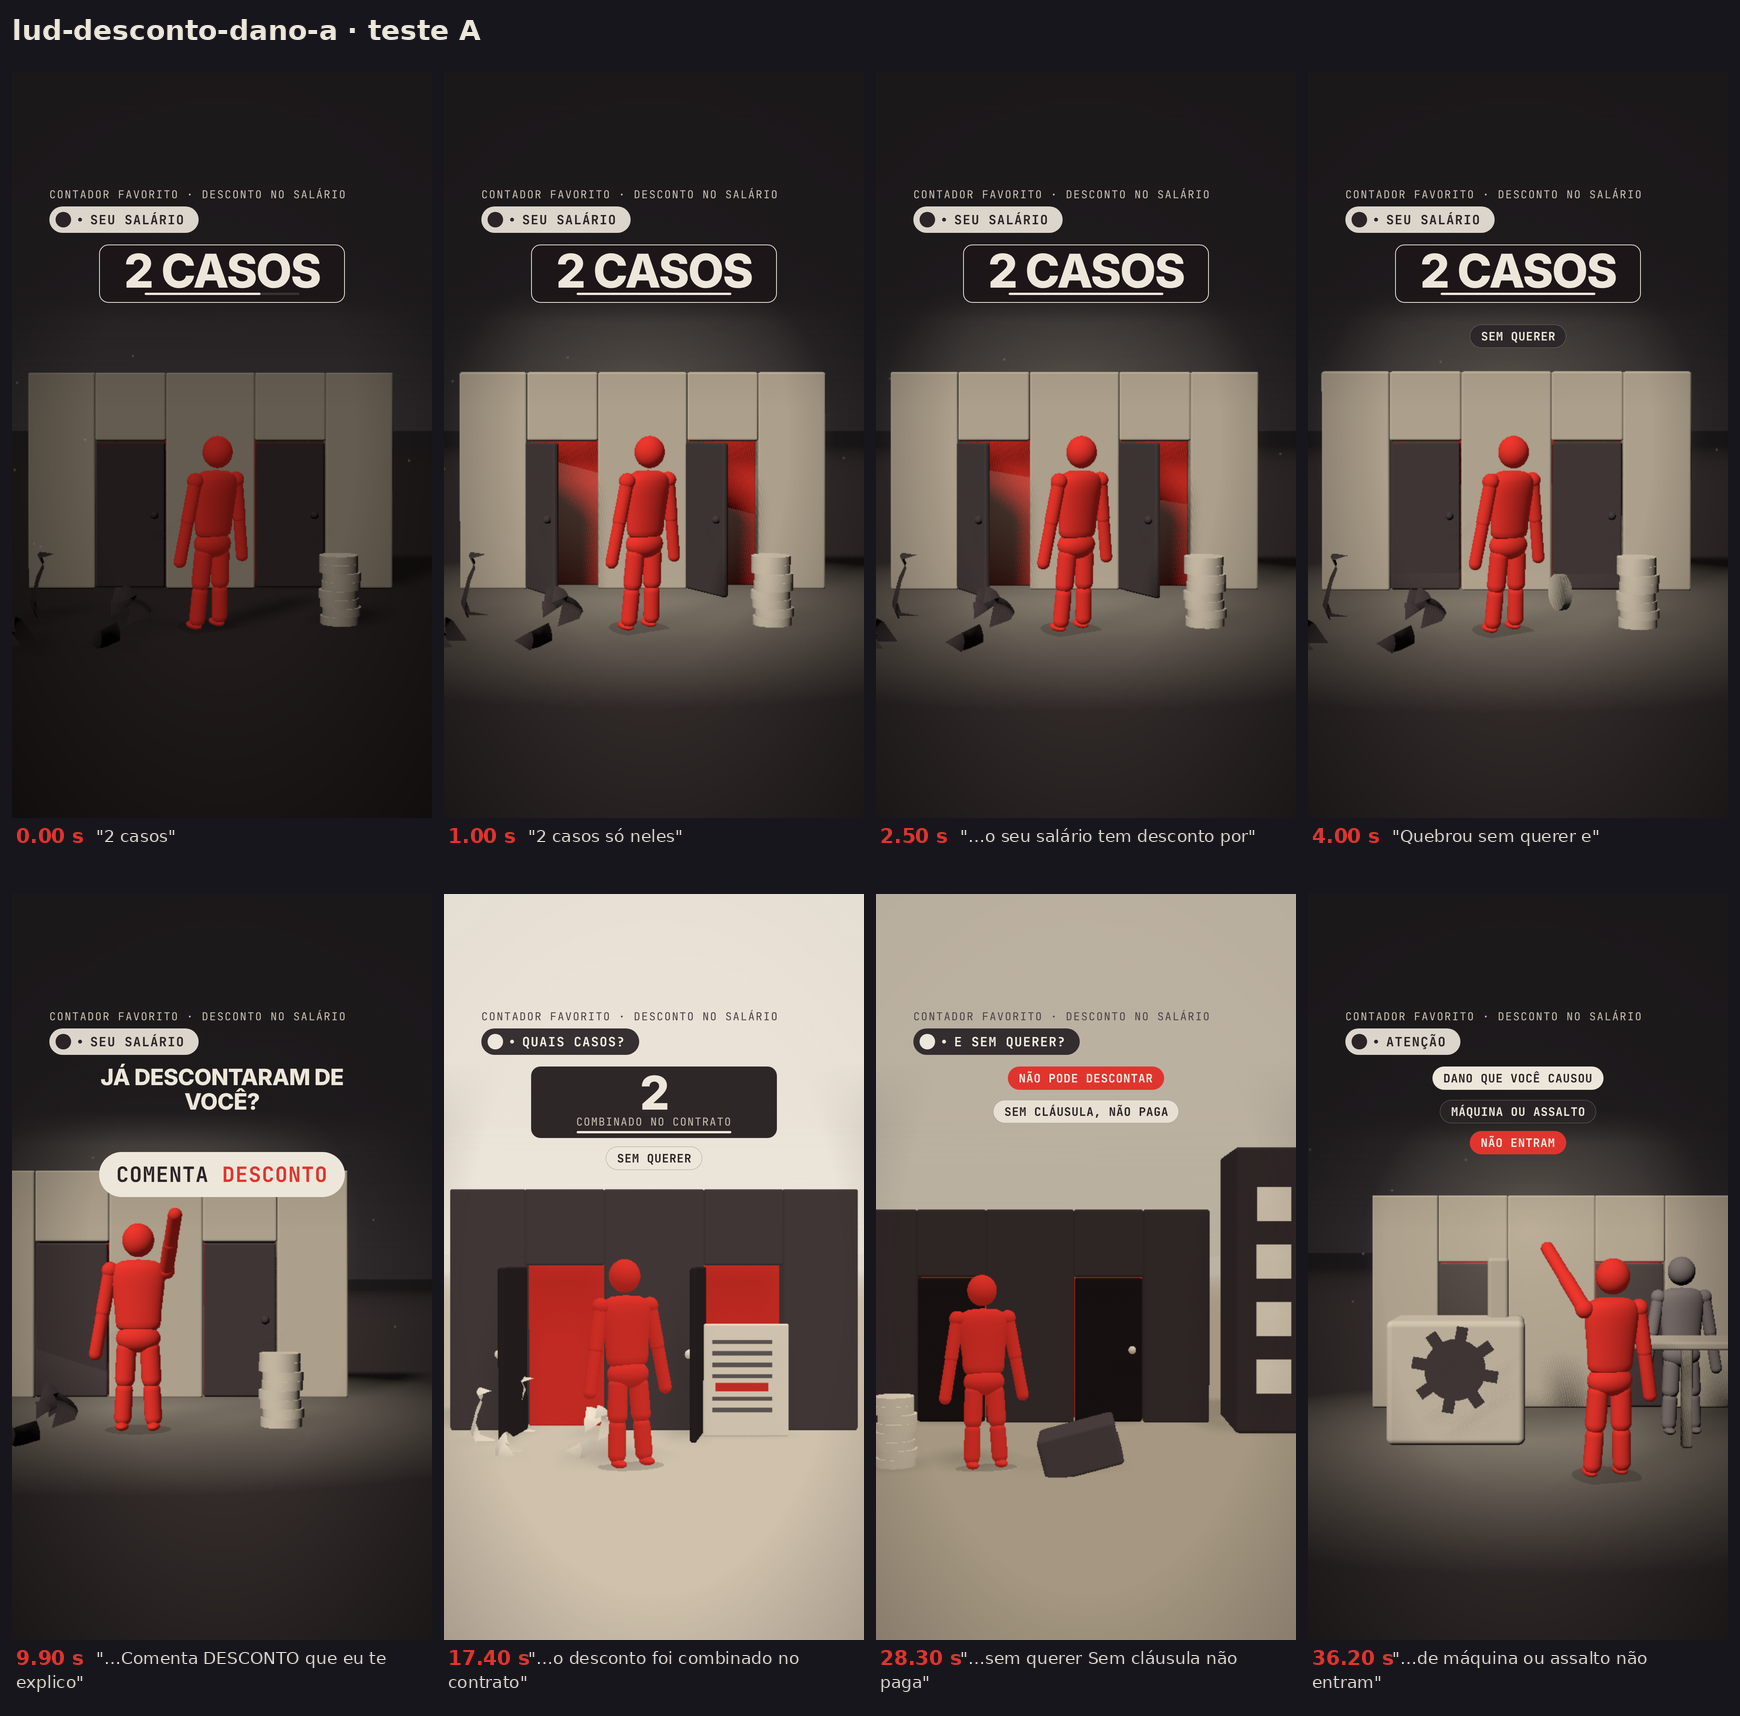 lud-desconto-dano-a · teste A
CONTADOR FAVORITO · DESCONTO NO SALÁRIO
• SEU SALÁRIO
2 CASOS
0.00 s "2 casos"
CONTADOR FAVORITO · DESCONTO NO SALÁRIO
• SEU SALÁRIO
2 CASOS
1.00 s "2 casos só neles"
CONTADOR FAVORITO · DESCONTO NO SALÁRIO
• SEU SALÁRIO
2 CASOS
2.50 s "...o seu salário tem desconto por"
CONTADOR FAVORITO · DESCONTO NO SALÁRIO
• SEU SALÁRIO
2 CASOS
SEM QUERER
4.00 s "Quebrou sem querer e"
CONTADOR FAVORITO · DESCONTO NO SALÁRIO
• SEU SALÁRIO
JÁ DESCONTARAM DE
VOCÊ?
COMENTA DESCONTO
9.90 s "...Comenta DESCONTO que eu te
explico"
CONTADOR FAVORITO · DESCONTO NO SALÁRIO
• QUAIS CASOS?
2
COMBINADO NO CONTRATO
SEM QUERER
17.40 s "...o desconto foi combinado no
contrato"
CONTADOR FAVORITO · DESCONTO NO SALÁRIO
• E SEM QUERER?
NÃO PODE DESCONTAR
SEM CLÁUSULA, NÃO PAGA
28.30 s "...sem querer Sem cláusula não
paga"
CONTADOR FAVORITO · DESCONTO NO SALÁRIO
• ATENÇÃO
DANO QUE VOCÊ CAUSOU
MÁQUINA OU ASSALTO
NÃO ENTRAM
36.20 s "...de máquina ou assalto não
entram"